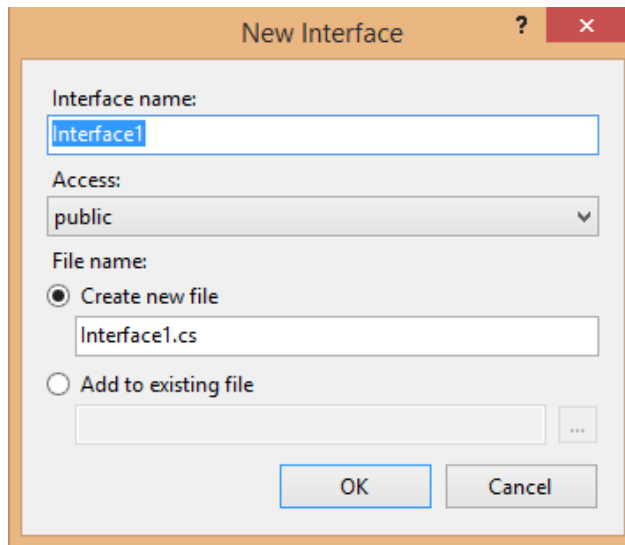 New Interface
?
Interface name:
Interface1
Access:
public
File name:
Create new file
Interface1.cs
Add to existing file
...
OK Cancel